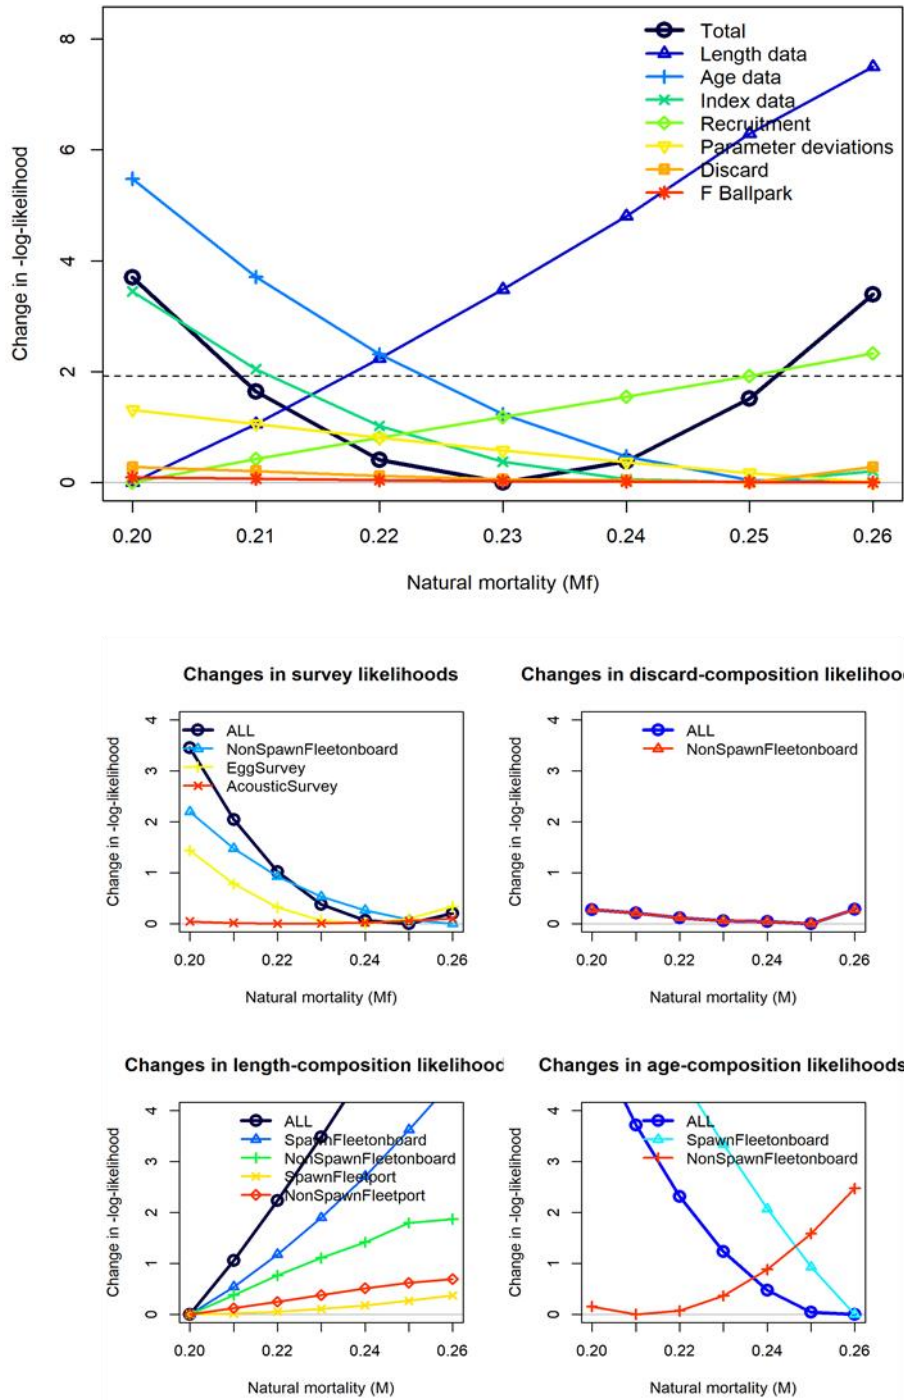 Total
Length data
Age data
Index data
Recruitment
Parameter deviations
Discard
F Ballpark
8
6
4
2
0
Change in -log-likelihood
0.20 0.21 0.22 0.23 0.24 0.25 0.26
Natural mortality (Mf)
Changes in survey likelihoods
ALL
NonSpawnFleetonboard
EggSurvey
AcousticSurvey
4
3
2
1
0
Change in -log-likelihood
0.20 0.22 0.24 0.26
Natural mortality (Mf)
Changes in discard-composition likelihoo
ALL
NonSpawnFleetonboard
4
3
2
1
0
Change in -log-likelihood
0.20 0.22 0.24 0.26
Natural mortality (M)
Changes in length-composition likelihood
ALL
SpawnFleetonboard
NonSpawnFleetonboard
SpawnFleetport
NonSpawnFleetport
4
3
2
1
0
Change in -log-likelihood
0.20 0.22 0.24 0.26
Natural mortality (M)
Changes in age-composition likelihoods
ALL
SpawnFleetonboard
NonSpawnFleetonboard
4
3
2
1
0
Change in -log-likelihood
0.20 0.22 0.24 0.26
Natural mortality (M)